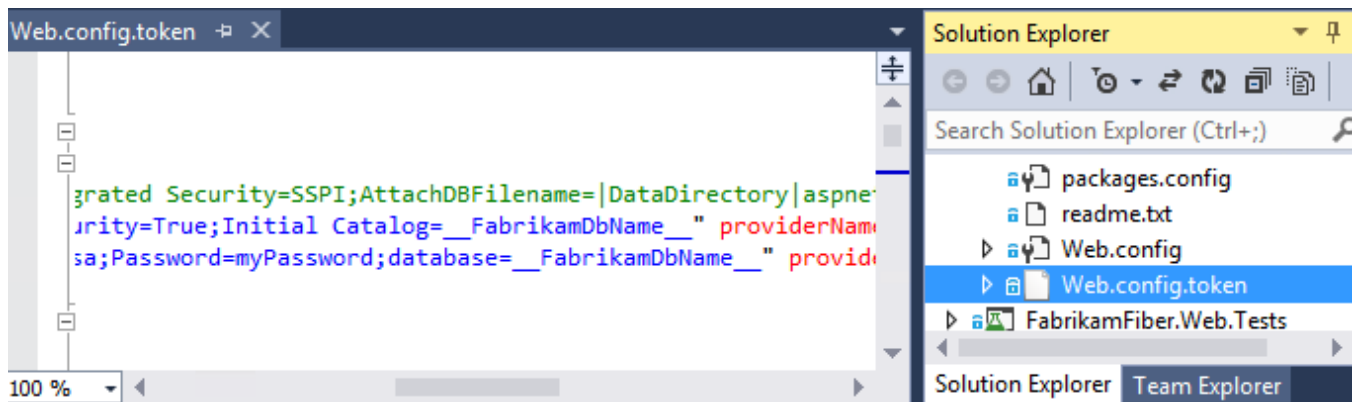 Web.config.token
grated Security=SSPI;AttachDBFilename=|DataDirectory|aspnet
urity=True;Initial Catalog=__FabrikamDbName__" providerName
sa;Password=myPassword;database=__FabrikamDbName__" provide
100 %
Solution Explorer
Search Solution Explorer (Ctrl+;)
packages.config
readme.txt
Web.config
Web.config.token
FabrikamFiber.Web.Tests
Solution Explorer Team Explorer